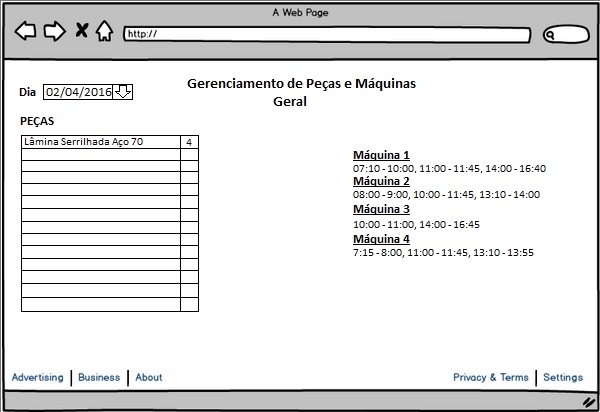 A Web Page
http://
Gerenciamento de Peças e Máquinas
Geral
Dia 02/04/2016
PEÇAS
Lâmina Serrilhada Aço 70 4
Máquina 1
07:10 - 10:00, 11:00 - 11:45, 14:00 - 16:40
Máquina 2
08:00 - 9:00, 10:00 - 11:45, 13:10 - 14:00
Máquina 3
10:00 - 11:00, 14:00 - 16:45
Máquina 4
7:15 - 8:00, 11:00 - 11:45, 13:10 - 13:55
Advertising Business About Privacy & Terms Settings